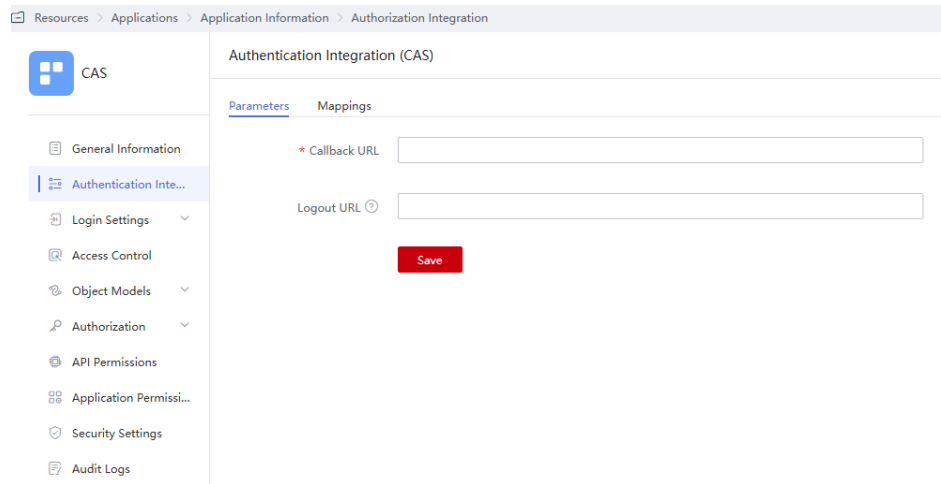 Resources > Applications > Application Information > Authorization Integration
CAS
General Information
Authentication Inte...
Login Settings
Access Control
Object Models
Authorization
API Permissions
Application Permissi...
Security Settings
Audit Logs
Authentication Integration (CAS)
Parameters Mappings
* Callback URL
Logout URL ?
Save